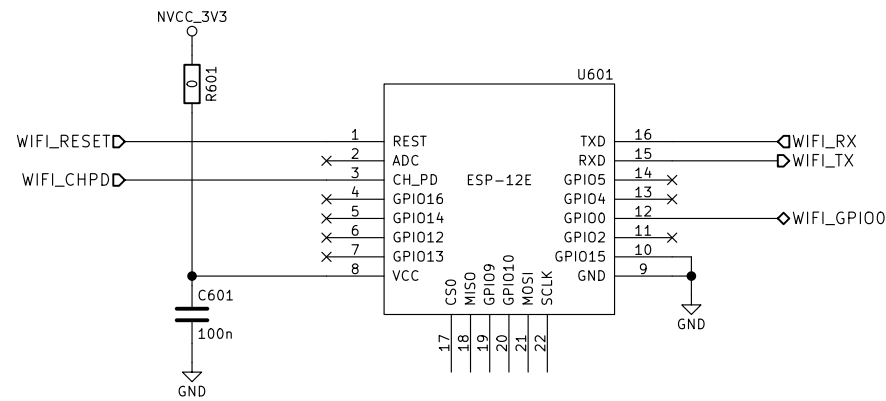 NVCC_3V3
0
R601
U601
WIFI_RESET
1
REST
TXD
16
WIFI_RX
2
ADC
RXD
15
WIFI_TX
WIFI_CHPD
3
CH_PD
ESP-12E
GPIO5
14
4
GPIO16
GPIO4
13
5
GPIO14
GPIO0
12
WIFI_GPIO0
6
GPIO12
GPIO2
11
7
GPIO13
GPIO15
10
8
VCC
GND
9
CS0
MISO
GPIO9
GPIO10
MOSI
SCLK
17
18
19
20
21
22
C601
100n
GND
GND